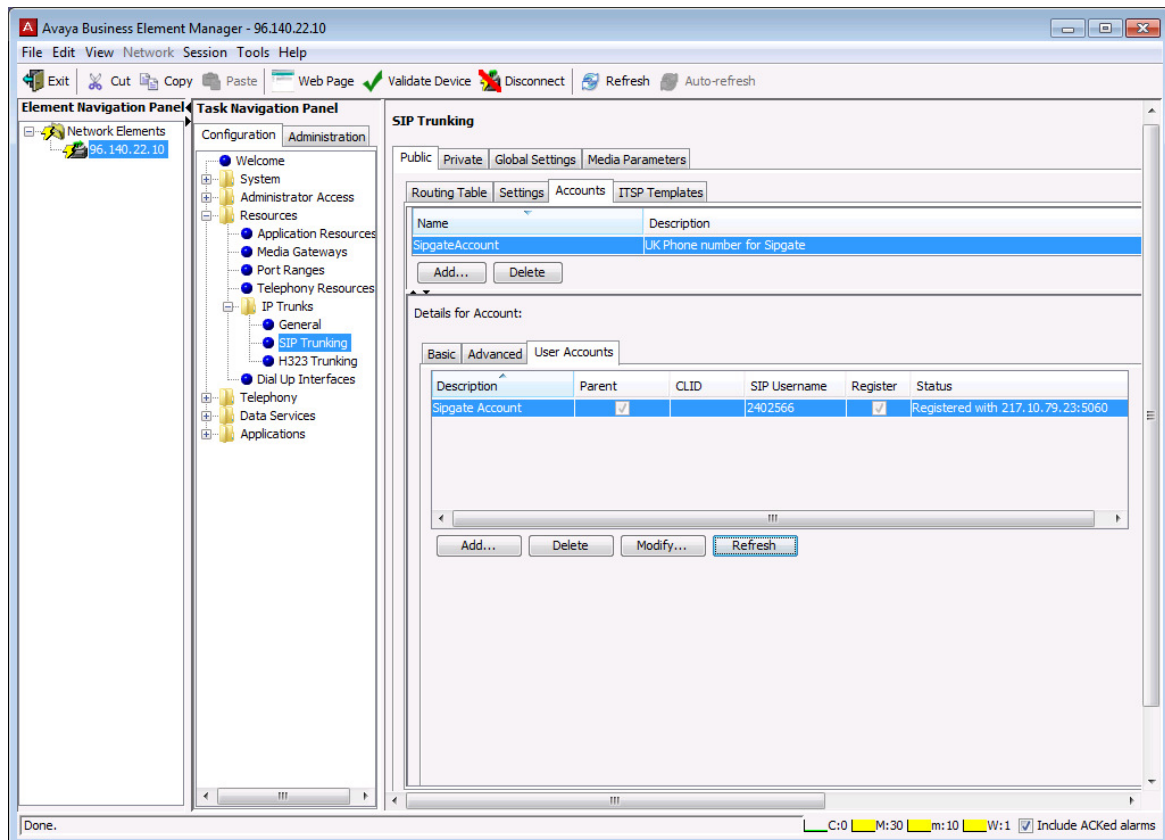 A Avaya Business Element Manager - 96.140.22.10
File Edit View Network Session Tools Help
Exit Cut Copy Paste Web Page Validate Device Disconnect Refresh Auto-refresh
Element Navigation Panel
Network Elements
96.140.22.10
Task Navigation Panel
Configuration Administration
Welcome
System
Administrator Access
Resources
Application Resources
Media Gateways
Port Ranges
Telephony Resources
IP Trunks
General
SIP Trunking
H323 Trunking
Dial Up Interfaces
Telephony
Data Services
Applications
SIP Trunking
Public Private Global Settings Media Parameters
Routing Table Settings Accounts ITSP Templates
Name Description
SipgateAccount UK Phone number for Sipgate
Add... Delete
Details for Account:
Basic Advanced User Accounts
Description Parent CLID SIP Username Register Status
Sipgate Account 2402566 Registered with 217.10.79.23:5060
Add... Delete Modify... Refresh
Done. C:0 M:30 m:10 W:1 Include ACKed alarms